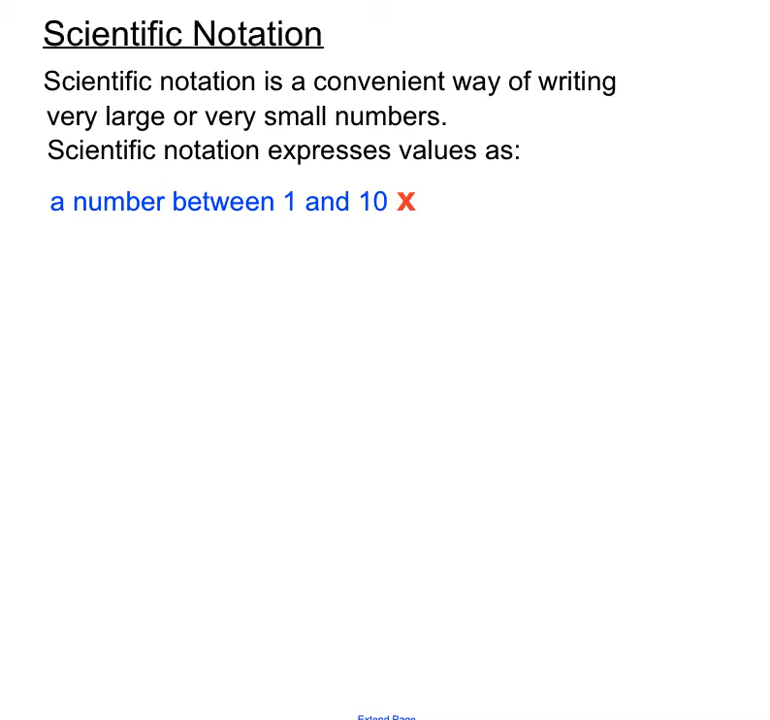 Scientific Notation
Scientific notation is a convenient way of writing
very large or very small numbers.
Scientific notation expresses values as:
a number between 1 and 10 x
Extend Page